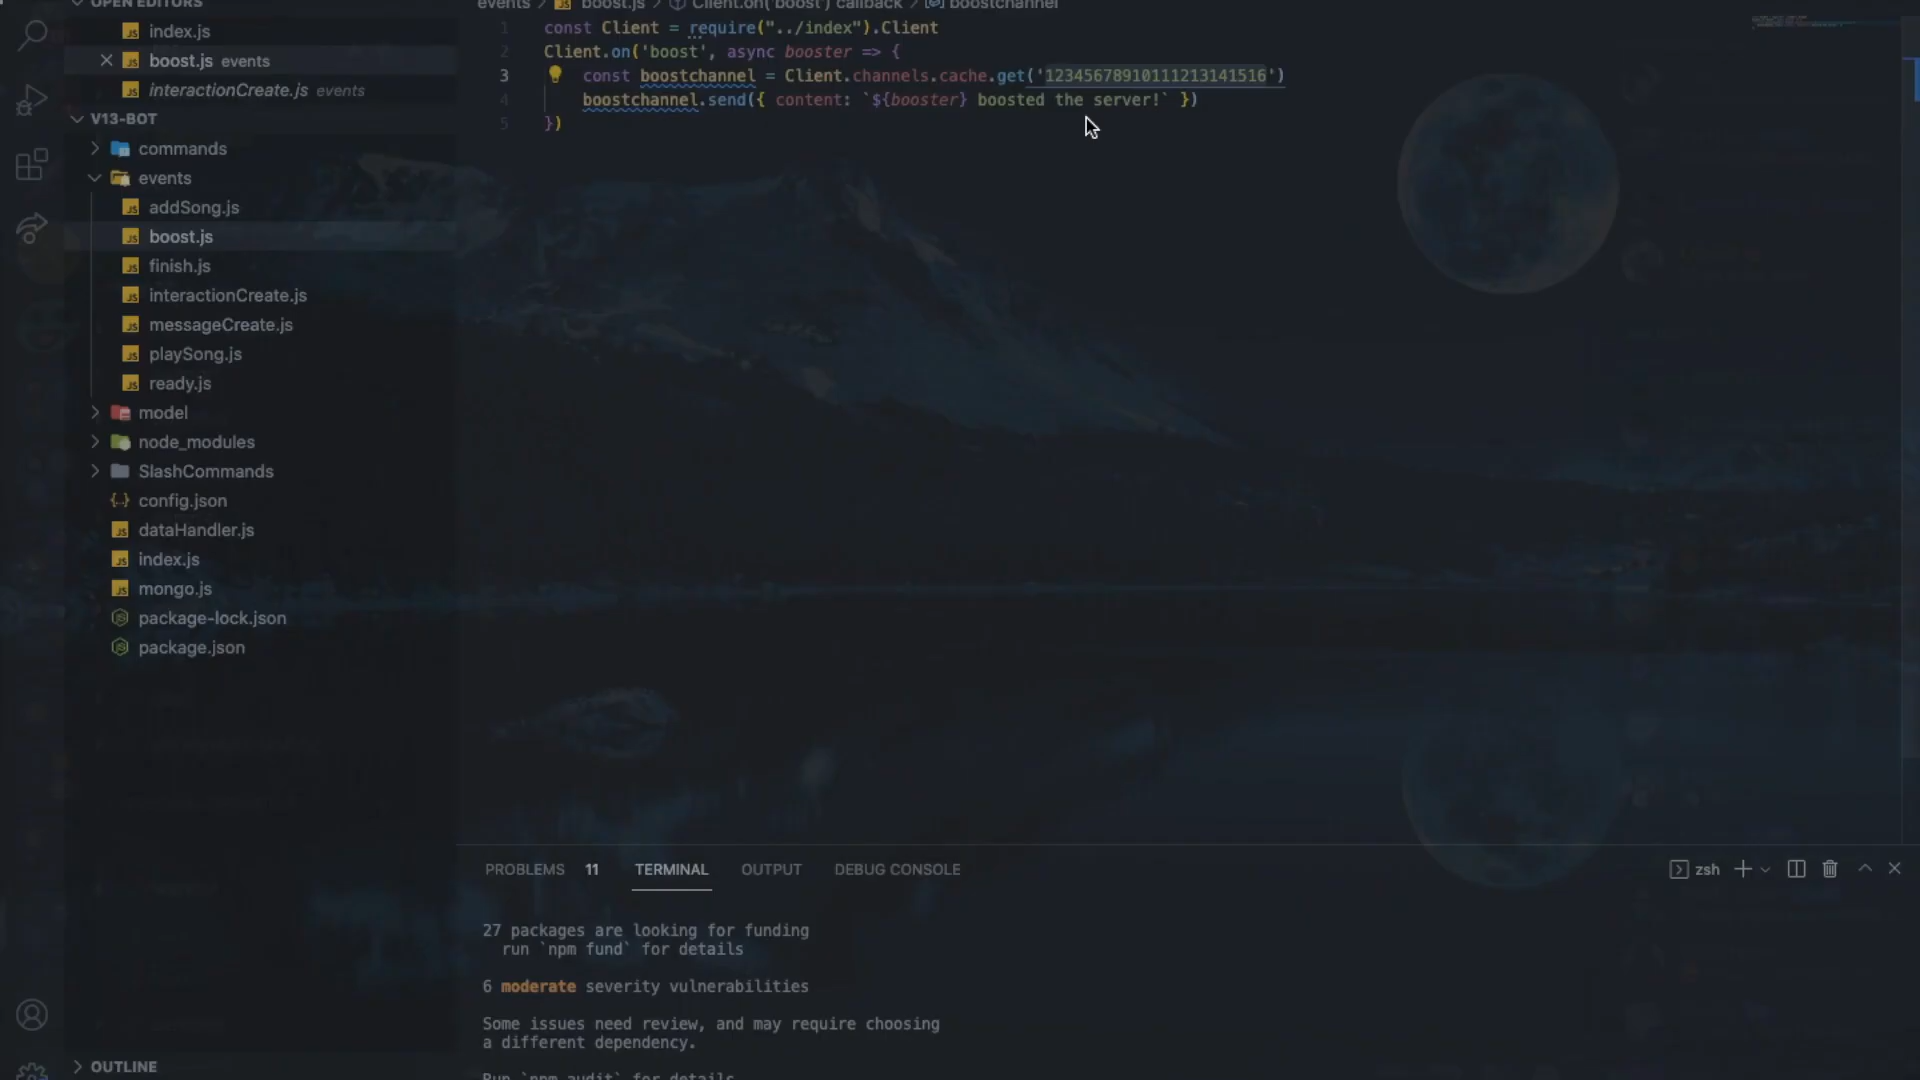 OPEN EDITORS
index.js
boost.js events
interactionCreate.js events
V13-BOT
commands
events
addSong.js
boost.js
finish.js
interactionCreate.js
messageCreate.js
playSong.js
ready.js
model
node_modules
SlashCommands
config.json
dataHandler.js
index.js
mongo.js
package-lock.json
package.json
OUTLINE
events > boost.js > Client.on('boost') callback > boostchannel
1 const Client = require("../index").Client
2 Client.on('boost', async booster => {
3 const boostchannel = Client.channels.cache.get('12345678910111213141516')
4 boostchannel.send({ content: `${booster} boosted the server!` })
5 })
PROBLEMS 11 TERMINAL OUTPUT DEBUG CONSOLE
zsh
27 packages are looking for funding
run `npm fund` for details
6 moderate severity vulnerabilities
Some issues need review, and may require choosing
a different dependency.
Run `npm audit` for details